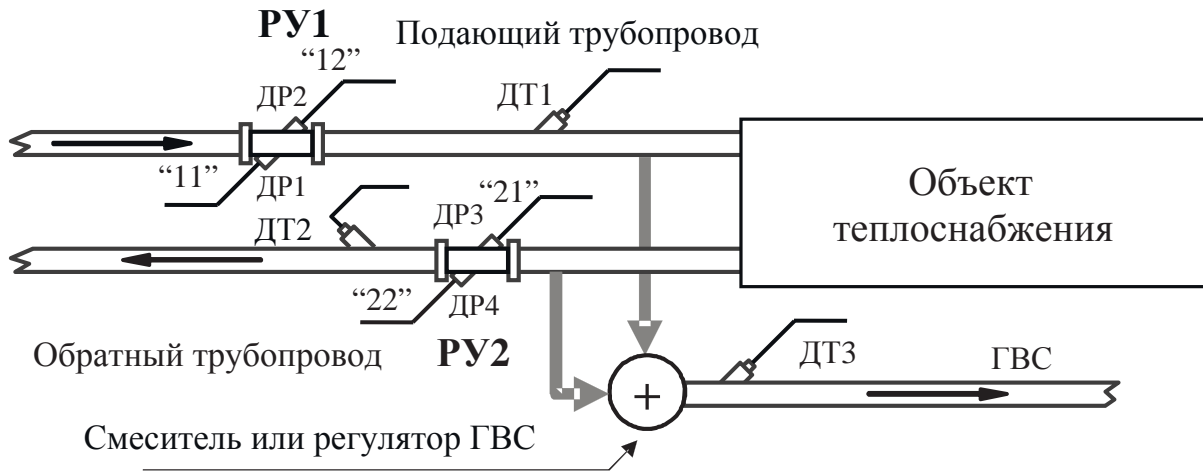 РУ1
Подающий трубопровод
“12”
ДР2
ДТ1
“11”
ДР1
Объект
теплоснабжения
ДТ2
ДР3
“21”
“22”
ДР4
Обратный трубопровод
РУ2
ДТ3
ГВС
+
Смеситель или регулятор ГВС